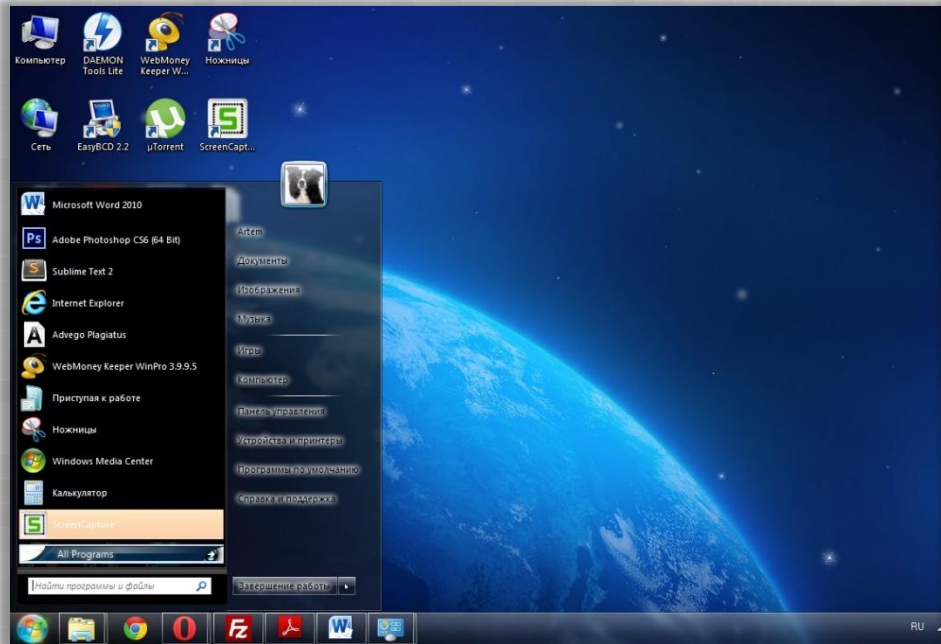 Компьютер
DAEMON
Tools Lite
WebMoney
Keeper W...
Ножницы
Сеть
EasyBCD 2.2
µTorrent
ScreenCapt...
Microsoft Word 2010
Adobe Photoshop CS6 (64 Bit)
Sublime Text 2
Internet Explorer
Advego Plagiatus
WebMoney Keeper WinPro 3.9.9.5
Приступая к работе
Ножницы
Windows Media Center
Калькулятор
ScreenCapture
All Programs
Найти программы и файлы
Artem
Документы
Изображения
Музыка
Игры
Компьютер
Панель управления
Устройства и принтеры
Программы по умолчанию
Справка и поддержка
Завершение работы
RU